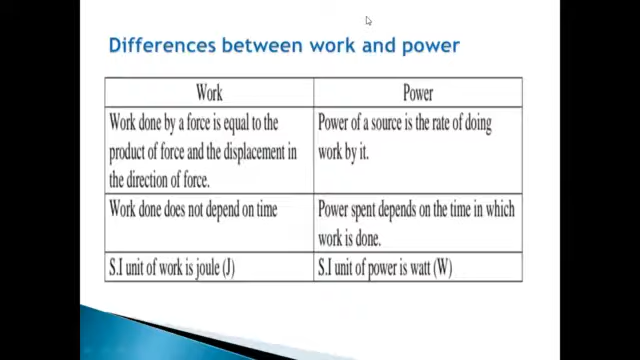 Differences between work and power
Work
Power
Work done by a force is equal to the
product of force and the displacement in
the direction of force.
Power of a source is the rate of doing
work by it.
Work done does not depend on time
Power spent depends on the time in which
work is done.
S.I unit of work is joule (J)
S.I unit of power is watt (W)